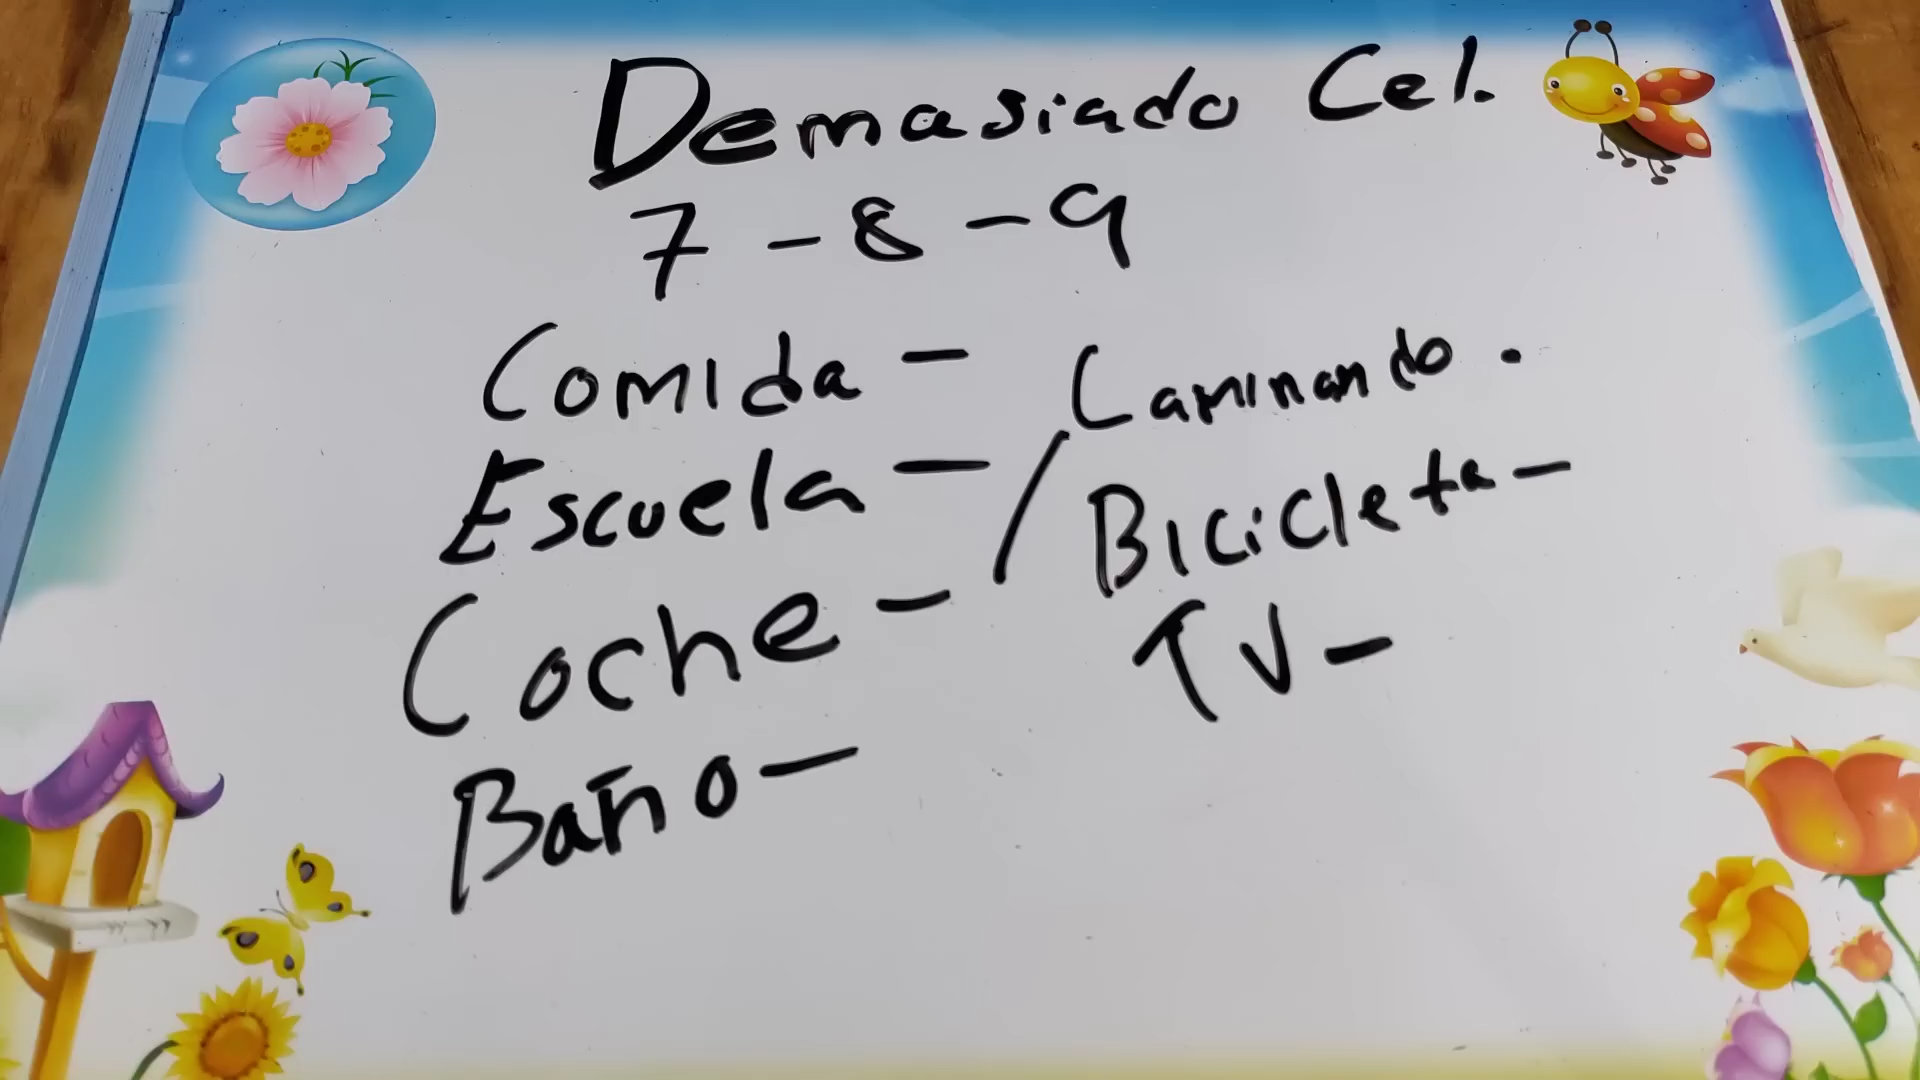 Demasiado Cel.
7 - 8 - 9
Comida - Caminando.
Escuela - / Bicicleta -
Coche - TV -
Baño -